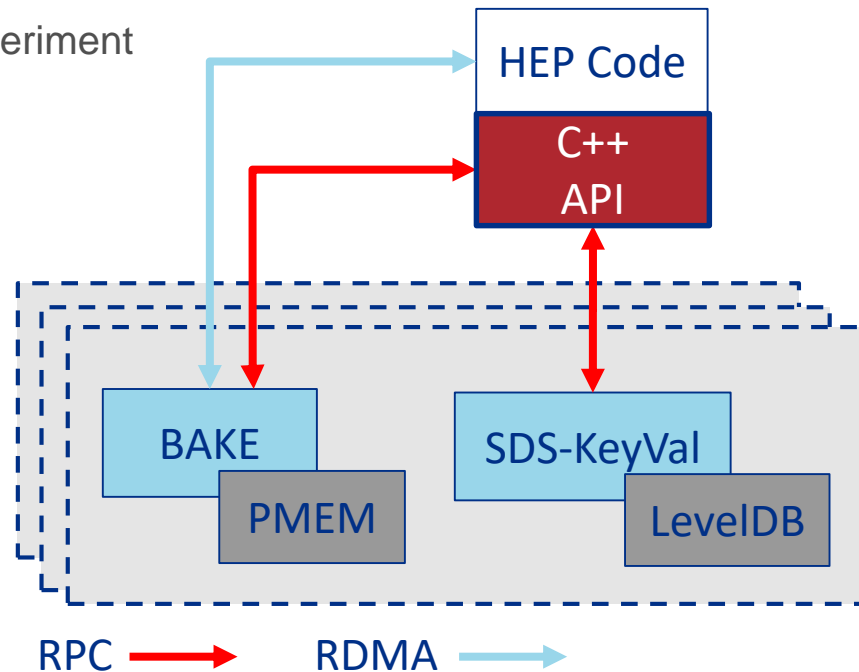 eriment
HEP Code
C++
API
BAKE
PMEM
SDS-KeyVal
LevelDB
RPC
RDMA